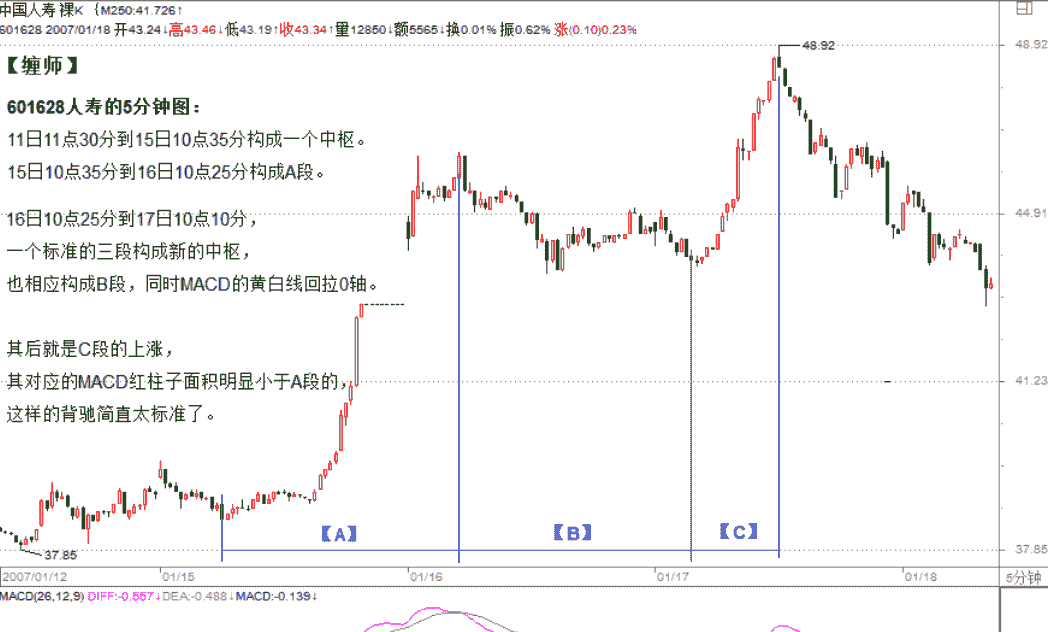 中国人寿 裸K （M250:41.726↑
601628 2007/01/18 开43.24↓高43.46↓低43.19↑收43.34↑量12850↓额5565↓换0.01% 振0.62% 涨(0.10)0.23%
【缠师】
601628人寿的5分钟图：
11日11点30分到15日10点35分构成一个中枢。
15日10点35分到16日10点25分构成A段。
16日10点25分到17日10点10分，
一个标准的三段构成新的中枢，
也相应构成B段，同时MACD的黄白线回拉0轴。
其后就是C段的上涨，
其对应的MACD红柱子面积明显小于A段的，
这样的背驰简直太标准了。
48.92
48.92
44.91
41.23
37.85
37.85
【A】
【B】
【C】
2007/01/12 01/15 01/16 01/17 01/18 5分钟
MACD(26,12,9) DIFF:-0.557↓DEA:-0.488↓MACD:-0.139↓